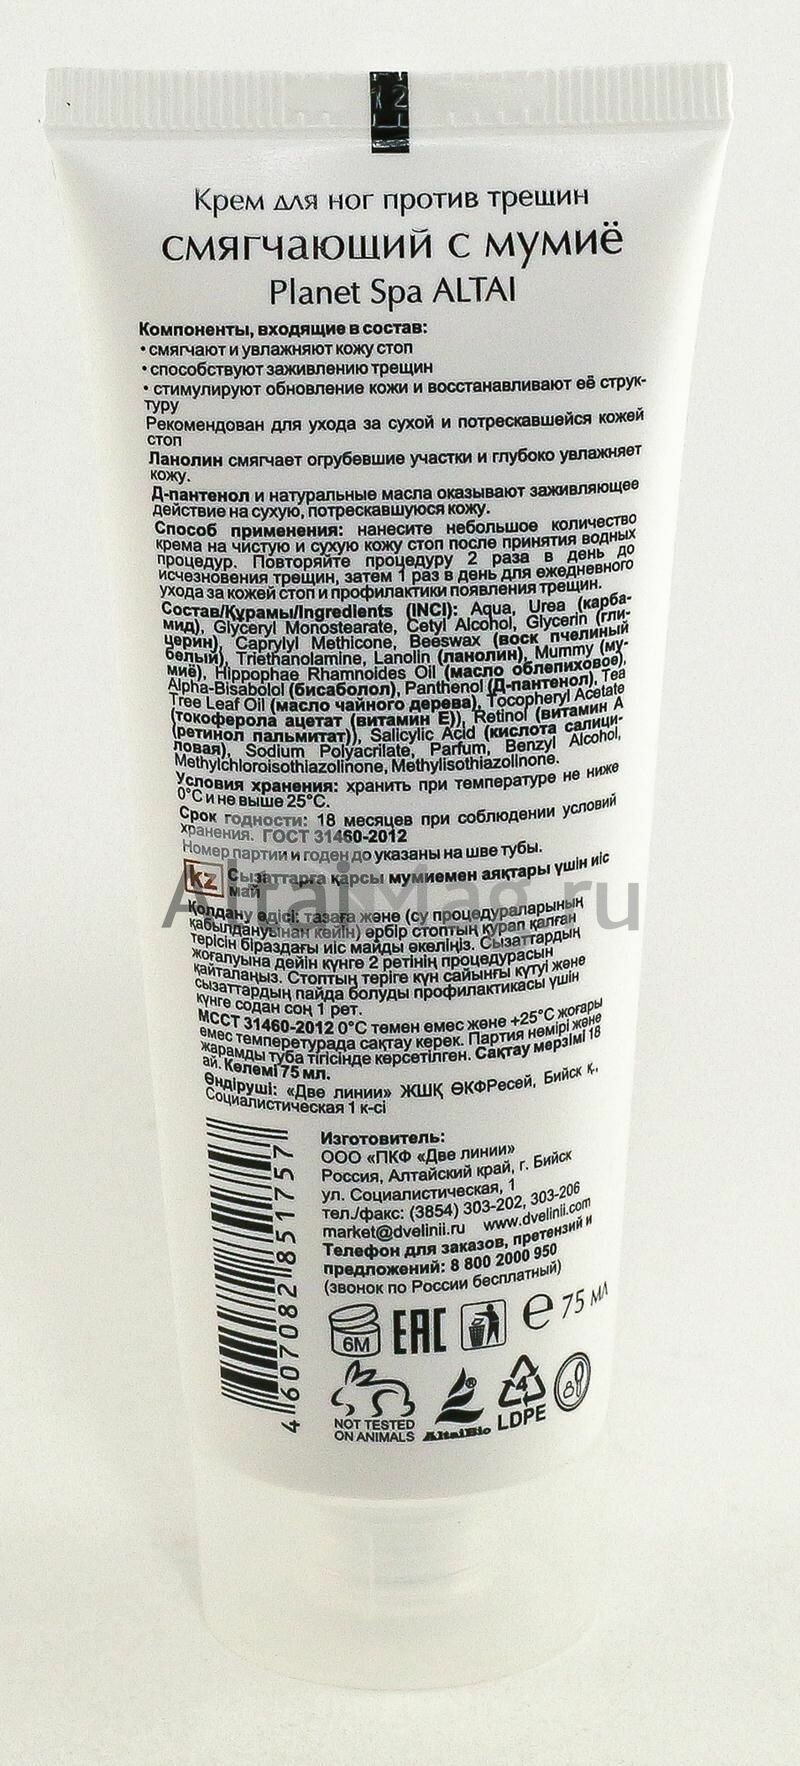 Крем для ног против трещин
смягчающий с мумиё
Planet Spa ALTAI
Компоненты, входящие в состав:
• смягчают и увлажняют кожу стоп
• способствуют заживлению трещин
• стимулируют обновление кожи и восстанавливают её струк-
туру
Рекомендован для ухода за сухой и потрескавшейся кожей
стоп
Ланолин смягчает огрубевшие участки и глубоко увлажняет
кожу.
Д-пантенол и натуральные масла оказывают заживляющее
действие на сухую, потрескавшуюся кожу.
Способ применения: нанесите небольшое количество
крема на чистую и сухую кожу стоп после принятия водных
процедур. Повторяйте процедуру 2 раза в день до
исчезновения трещин, затем 1 раз в день для ежедневного
ухода за кожей стоп и профилактики появления трещин.
Состав/Құрамы/Ingredients (INCI): Aqua, Urea (карба-
мид), Glyceryl Monostearate, Cetyl Alcohol, Glycerin (гли-
церин), Caprylyl Methicone, Beeswax (воск пчелиный
белый), Triethanolamine, Lanolin (ланолин), Mummy (му-
миё), Hippophae Rhamnoides Oil (масло облепиховое),
Alpha-Bisabolol (бисаболол), Panthenol (Д-пантенол), Tea
Tree Leaf Oil (масло чайного дерева), Tocopheryl Acetate
(токоферола ацетат (витамин Е)), Retinol (витамин А
(ретинол пальмитат)), Salicylic Acid (кислота салици-
ловая), Sodium Polyacrilate, Parfum, Benzyl Alcohol,
Methylchloroisothiazolinone, Methylisothiazolinone.
Условия хранения: хранить при температуре не ниже
0°С и не выше 25°С.
Срок годности: 18 месяцев при соблюдении условий
хранения. ГОСТ 31460-2012
Номер партии и годен до указаны на шве тубы.
kz Сызаттарға қарсы мумиемен аяқтары үшін иіс
май
AltaiMag.ru
Қолдану әдісі: тазаға және (су процедураларының
қабылдануынан кейін) әрбір стоптың құрап қалған
терісін біраздағы иіс майды әкеліңіз. Сызаттардың
жоғалуына дейін күнге 2 ретінің процедурасын
қайталаңыз. Стоптың теріге күн сайынғы күтуі және
сызаттардың пайда болуды профилактикасы үшін
күнге содан соң 1 рет.
МССТ 31460-2012 0°С төмен емес және +25°С жоғары
емес температурада сақтау керек. Партия нөмірі және
жарамды туба тігісінде көрсетілген. Сақтау мерзімі 18
ай. Көлемі 75 мл.
Өндіруші: «Две линии» ЖШҚ ӨКФРесей, Бийск қ.,
Социалистическая 1 к-сі
Изготовитель:
ООО «ПКФ «Две линии»
Россия, Алтайский край, г. Бийск
ул. Социалистическая, 1
тел./факс: (3854) 303-202, 303-206
market@dvelinii.ru www.dvelinii.com
Телефон для заказов, претензий и
предложений: 8 800 2000 950
(звонок по России бесплатный)
4607082851757
6М EAC e 75 мл
NOT TESTED
ON ANIMALS
AltaiBio
4
LDPE